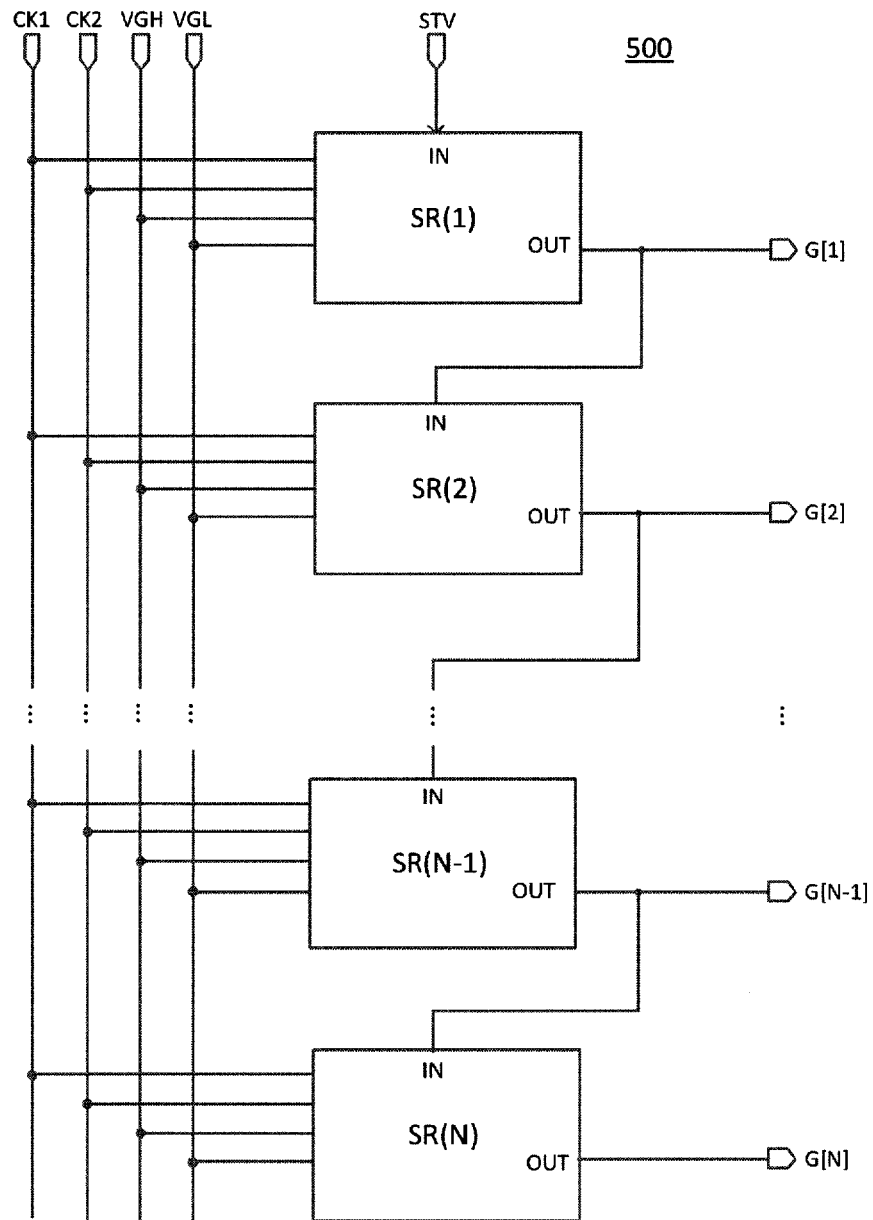 CK1 CK2 VGH VGL STV
500
IN
SR(1)
OUT
G[1]
IN
SR(2)
OUT
G[2]
... ... ... ... ... ...
IN
SR(N-1)
OUT
G[N-1]
IN
SR(N)
OUT
G[N]